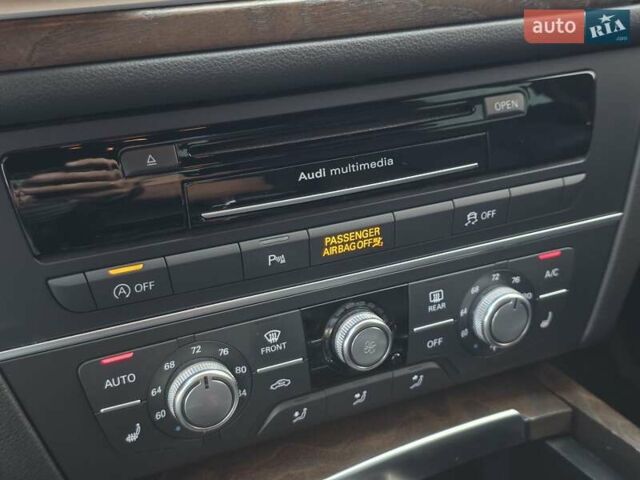 auto RIA .com
OPEN
Audi multimedia
OFF
PASSENGER
AIRBAG OFF
OFF
P
A/C
AUTO
FRONT
REAR
OFF
60 64 68 72 76 80 84
60 64 68 72 76